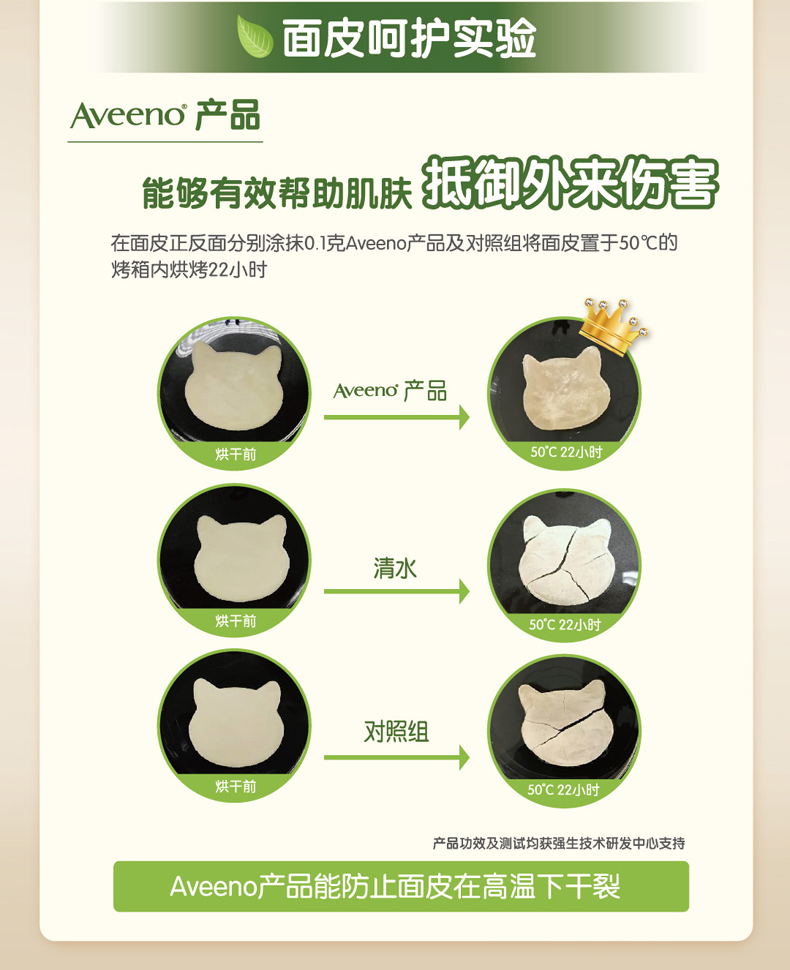 面皮呵护实验
Aveeno® 产品
能够有效帮助肌肤 抵御外来伤害
在面皮正反面分别涂抹0.1克Aveeno产品及对照组将面皮置于50℃的
烤箱内烘烤22小时
Aveeno® 产品
烘干前
50℃ 22小时
清水
烘干前
50℃ 22小时
对照组
烘干前
50℃ 22小时
产品功效及测试均获强生技术研发中心支持
Aveeno产品能防止面皮在高温下干裂